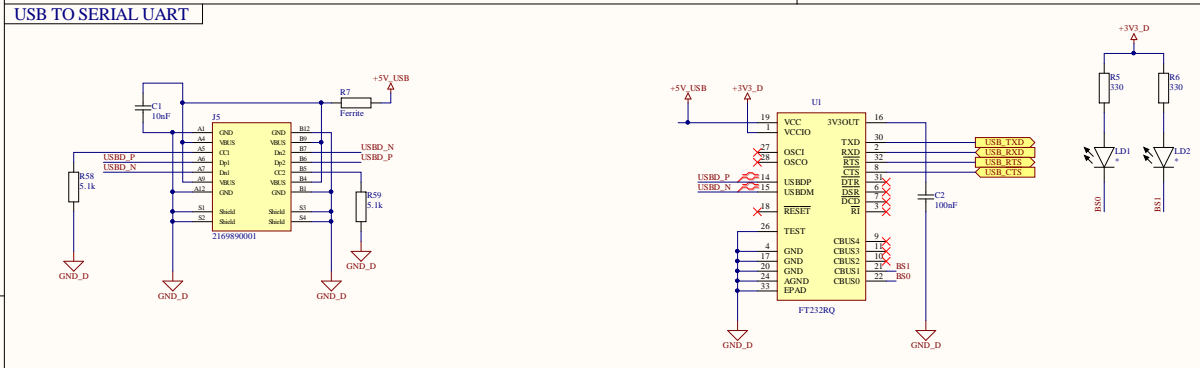 USB TO SERIAL UART
C1
10nF
R7
Ferrite
+5V_USB
J5
A1 GND GND B12
A4 VBUS VBUS B9
A5 CC1 Dn2 B7
A6 Dp1 Dp2 B6
A7 Dn1 CC2 B5
A9 VBUS VBUS B4
A12 GND GND B1
S1 Shield Shield S3
S2 Shield Shield S4
2169890001
USBD_P
USBD_N
USBD_N
USBD_P
R58
5.1k
R59
5.1k
GND_D
GND_D
GND_D
GND_D
+5V_USB
+3V3_D
U1
19 VCC 3V3OUT 16
1 VCCIO
TXD 30 USB_TXD
27 OSCI RXD 2 USB_RXD
28 OSCO RTS 32 USB_RTS
CTS 8 USB_CTS
USBD_P 14 USBDP DTR 31
USBD_N 15 USBDM DSR 6
DCD 7
18 RESET RI 3
26 TEST
CBUS4 9
4 GND CBUS3 11
17 GND CBUS2 10
20 GND CBUS1 21 BS1
24 AGND CBUS0 22 BS0
33 EPAD
FT232RQ
C2
100nF
GND_D
GND_D
+3V3_D
R5
330
R6
330
LD1
*
LD2
*
BS0
BS1